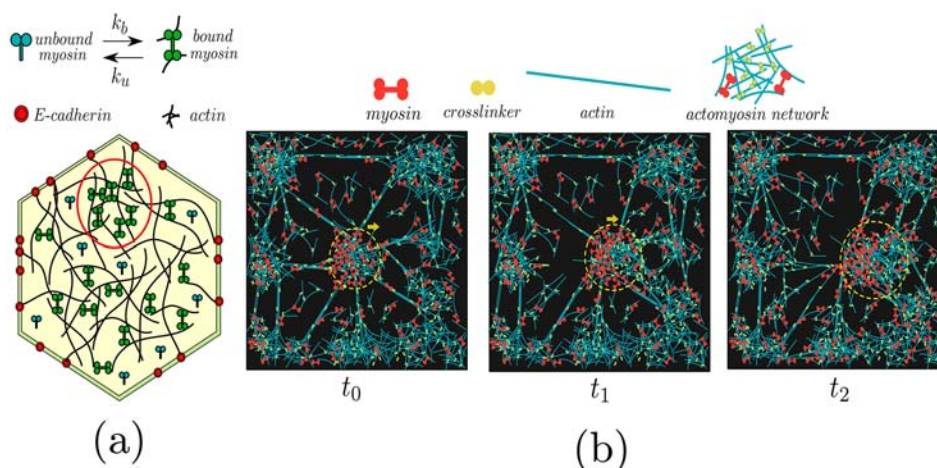 unbound
myosin
k_b
k_u
bound
myosin
E-cadherin
actin
myosin
crosslinker
actin
actomyosin network
t_0
t_1
t_2
(a)
(b)